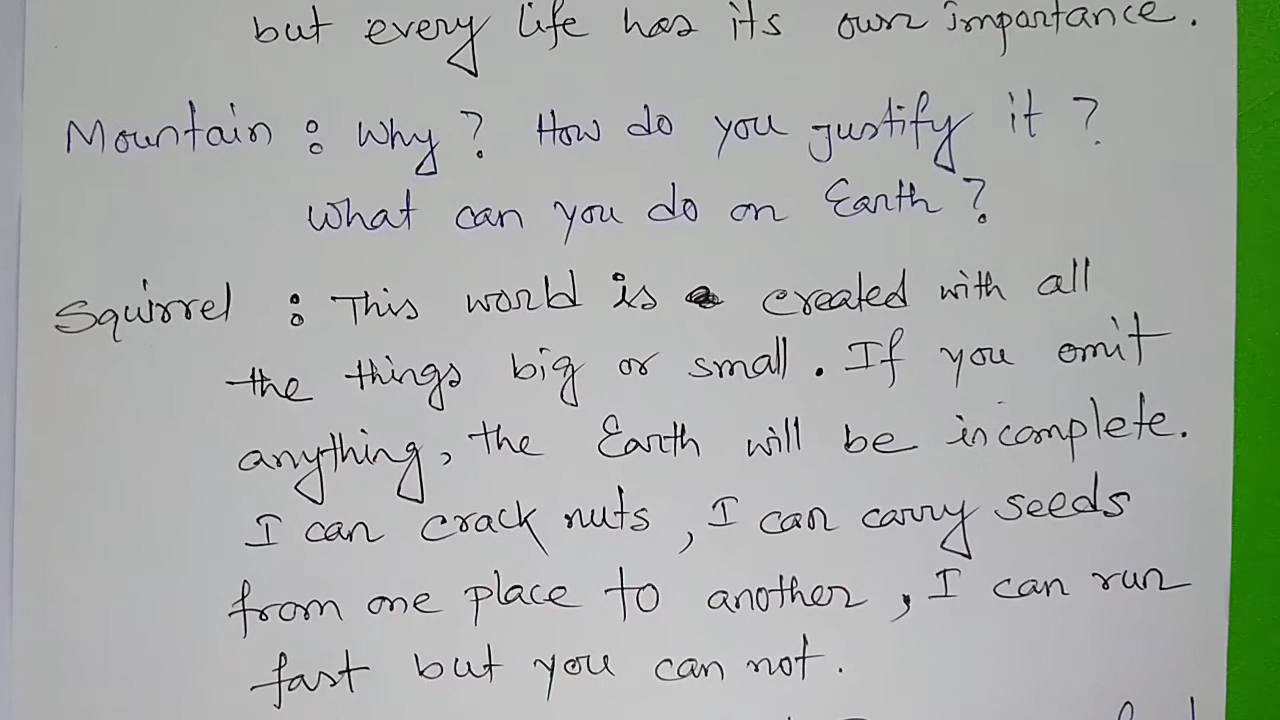 but every life has its own importance.
Mountain : Why? How do you justify it?
What can you do on Earth?
Squirrel : This world is created with all
the things big or small. If you omit
anything, the Earth will be incomplete.
I can crack nuts, I can carry seeds
from one place to another, I can run
fast but you can not.